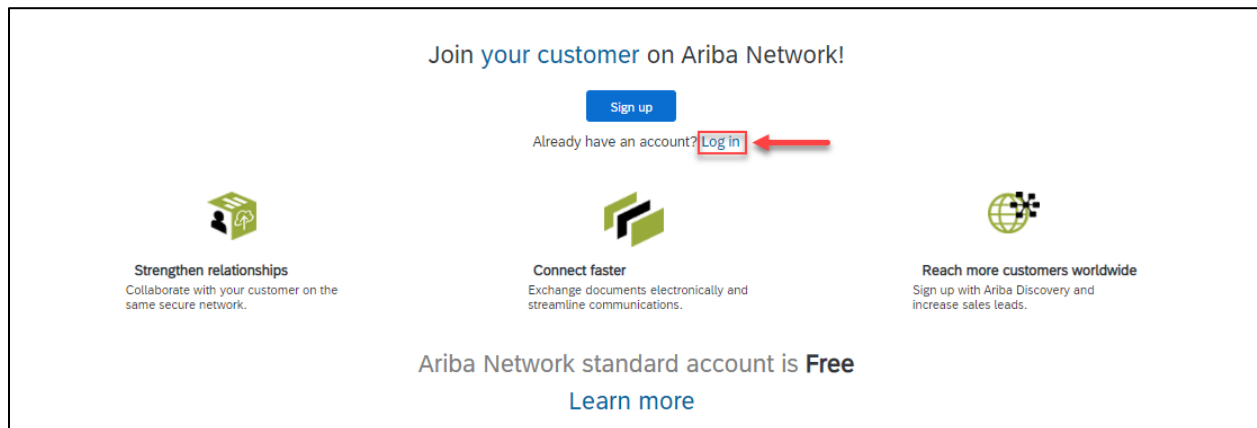 Join your customer on Ariba Network!
Sign up
Already have an account? Log in
Strengthen relationships
Collaborate with your customer on the
same secure network.
Connect faster
Exchange documents electronically and
streamline communications.
Reach more customers worldwide
Sign up with Ariba Discovery and
increase sales leads.
Ariba Network standard account is Free
Learn more